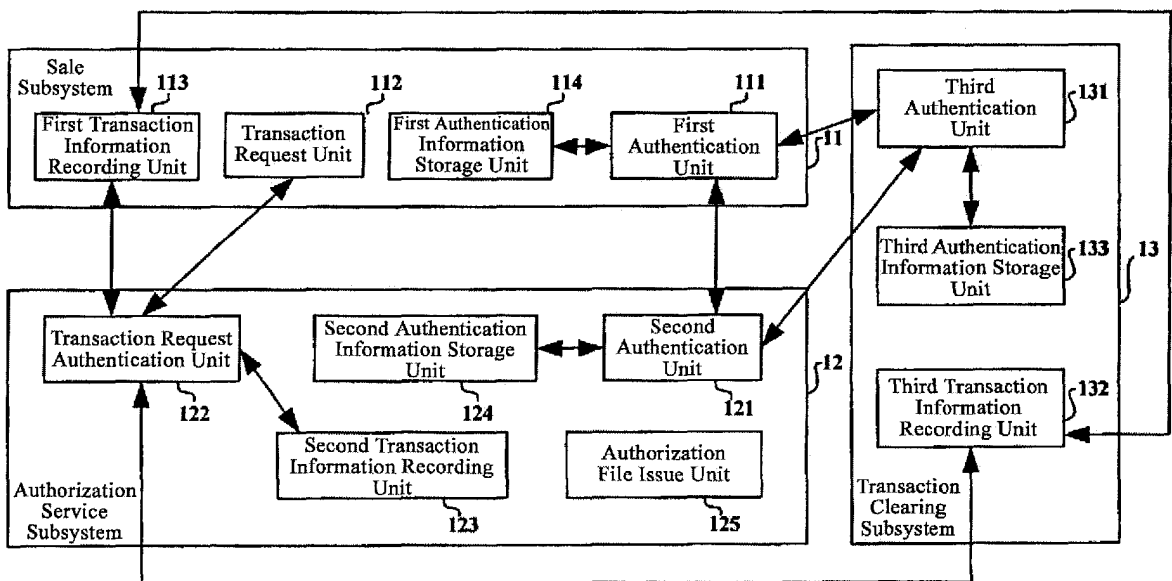 Sale
Subsystem
113
112
114
111
First Transaction
Information
Recording Unit
Transaction
Request Unit
First Authentication
Information
Storage Unit
First
Authentication
Unit
11
Third
Authentication
Unit
131
Third Authentication
Information Storage
Unit
133
13
Transaction Request
Authentication Unit
122
Second Authentication
Information Storage
Unit
124
Second
Authentication
Unit
121
12
Third Transaction
Information
Recording Unit
132
Second Transaction
Information Recording
Unit
123
Authorization
File Issue Unit
125
Authorization
Service
Subsystem
Transaction
Clearing
Subsystem